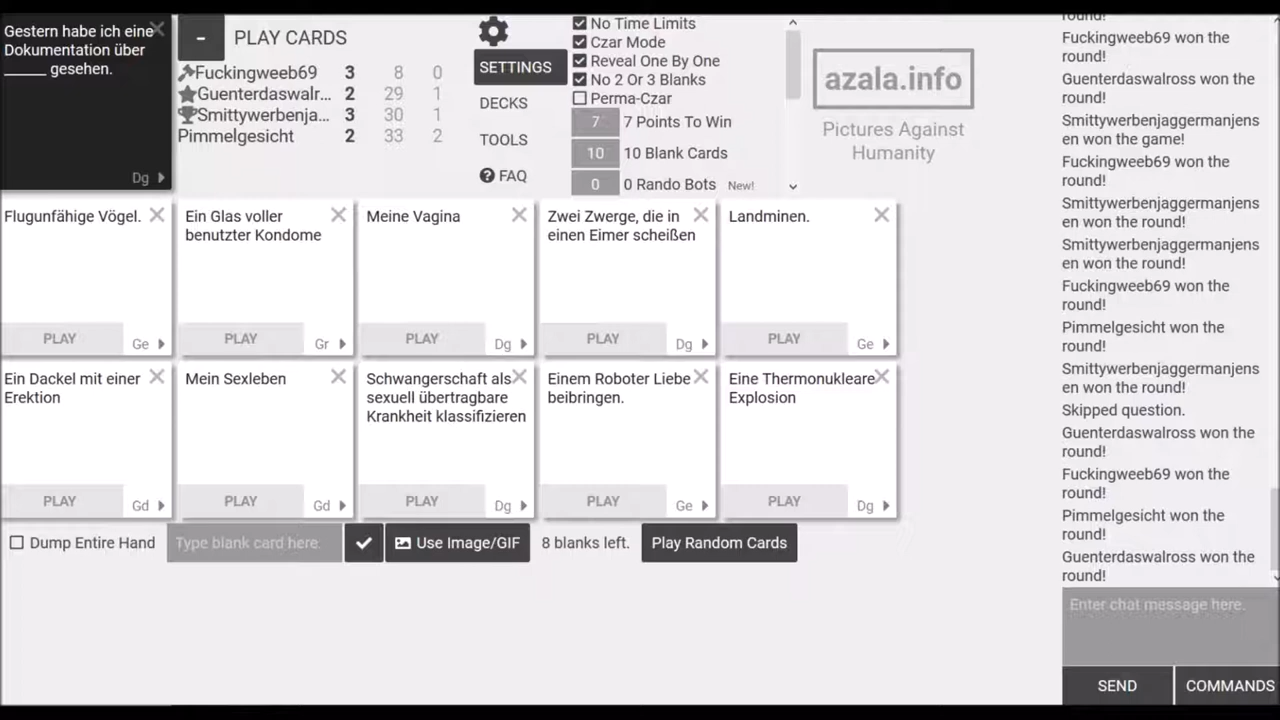 Gestern habe ich eine
Dokumentation über
______ gesehen.
Dg
-
PLAY CARDS
Fuckingweeb69 3 8 0
Guenterdaswalr... 2 29 1
Smittywerbenja... 3 30 1
Pimmelgesicht 2 33 2
SETTINGS
DECKS
TOOLS
FAQ
No Time Limits
Czar Mode
Reveal One By One
No 2 Or 3 Blanks
Perma-Czar
7 7 Points To Win
10 10 Blank Cards
0 0 Rando Bots New!
azala.info
Pictures Against
Humanity
Flugunfähige Vögel.
PLAY Ge
Ein Glas voller
benutzter Kondome
PLAY Gr
Meine Vagina
PLAY Dg
Zwei Zwerge, die in
einen Eimer scheißen
PLAY Dg
Landminen.
PLAY Ge
Ein Dackel mit einer
Erektion
PLAY Gd
Mein Sexleben
PLAY Gd
Schwangerschaft als
sexuell übertragbare
Krankheit klassifizieren
PLAY Dg
Einem Roboter Liebe
beibringen.
PLAY Ge
Eine Thermonukleare
Explosion
PLAY Dg
Dump Entire Hand
Type blank card here.
Use Image/GIF
8 blanks left.
Play Random Cards
round!
Fuckingweeb69 won the
round!
Guenterdaswalross won the
round!
Smittywerbenjaggermanjens
en won the game!
Fuckingweeb69 won the
round!
Smittywerbenjaggermanjens
en won the round!
Smittywerbenjaggermanjens
en won the round!
Fuckingweeb69 won the
round!
Pimmelgesicht won the
round!
Smittywerbenjaggermanjens
en won the round!
Skipped question.
Guenterdaswalross won the
round!
Fuckingweeb69 won the
round!
Pimmelgesicht won the
round!
Guenterdaswalross won the
round!
Enter chat message here.
SEND
COMMANDS